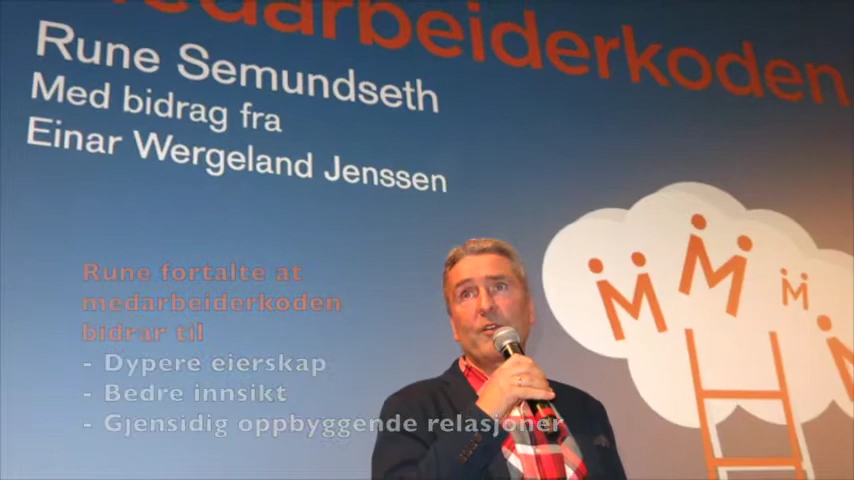 medarbeiderkoden
Rune Semundseth
Med bidrag fra
Einar Wergeland Jenssen
Rune fortalte at
medarbeiderkoden
bidrar til
- Dypere eierskap
- Bedre innsikt
- Gjensidig oppbyggende relasjoner